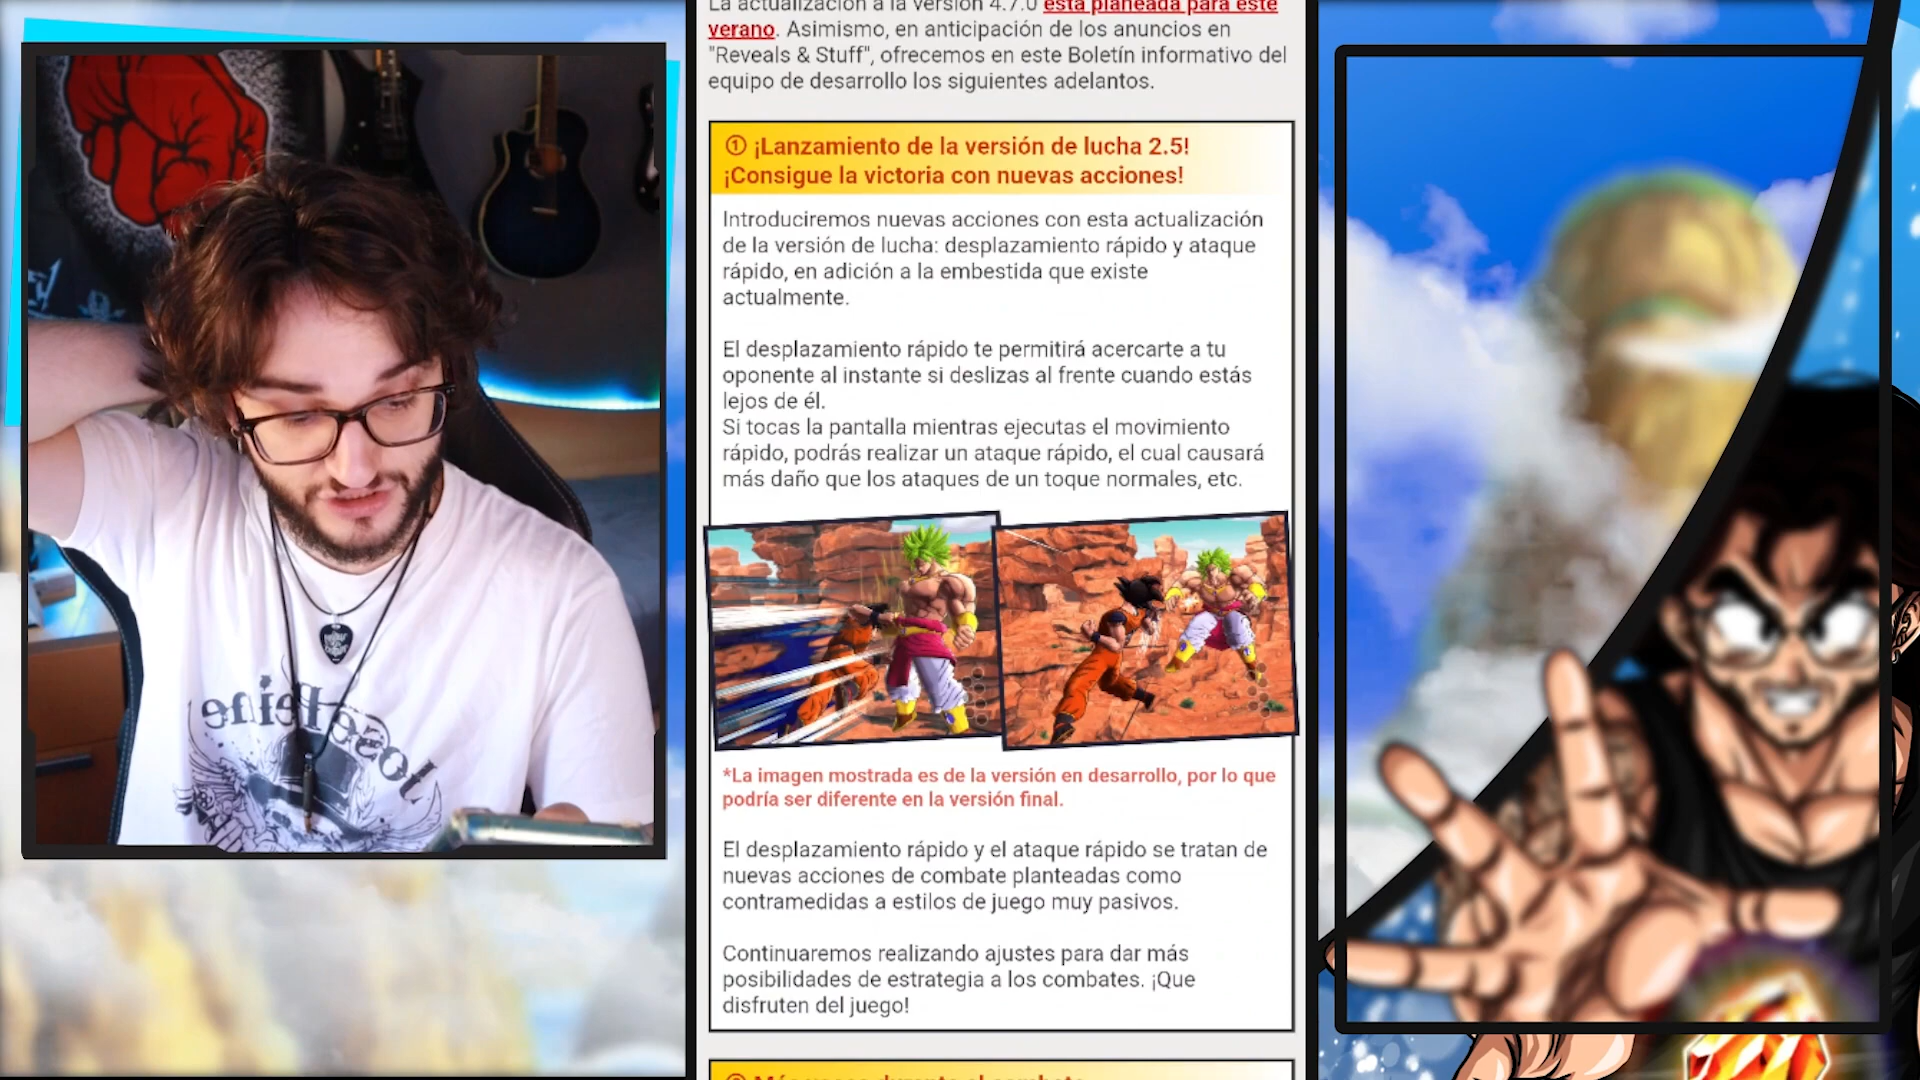 La actualización a la versión 4.7.0 está planeada para este
verano. Asimismo, en anticipación de los anuncios en
"Reveals & Stuff", ofrecemos en este Boletín informativo del
equipo de desarrollo los siguientes adelantos.
① ¡Lanzamiento de la versión de lucha 2.5!
¡Consigue la victoria con nuevas acciones!
Introduciremos nuevas acciones con esta actualización
de la versión de lucha: desplazamiento rápido y ataque
rápido, en adición a la embestida que existe
actualmente.
El desplazamiento rápido te permitirá acercarte a tu
oponente al instante si deslizas al frente cuando estás
lejos de él.
Si tocas la pantalla mientras ejecutas el movimiento
rápido, podrás realizar un ataque rápido, el cual causará
más daño que los ataques de un toque normales, etc.
*La imagen mostrada es de la versión en desarrollo, por lo que
podría ser diferente en la versión final.
El desplazamiento rápido y el ataque rápido se tratan de
nuevas acciones de combate planteadas como
contramedidas a estilos de juego muy pasivos.
Continuaremos realizando ajustes para dar más
posibilidades de estrategia a los combates. ¡Que
disfruten del juego!
Josefeine